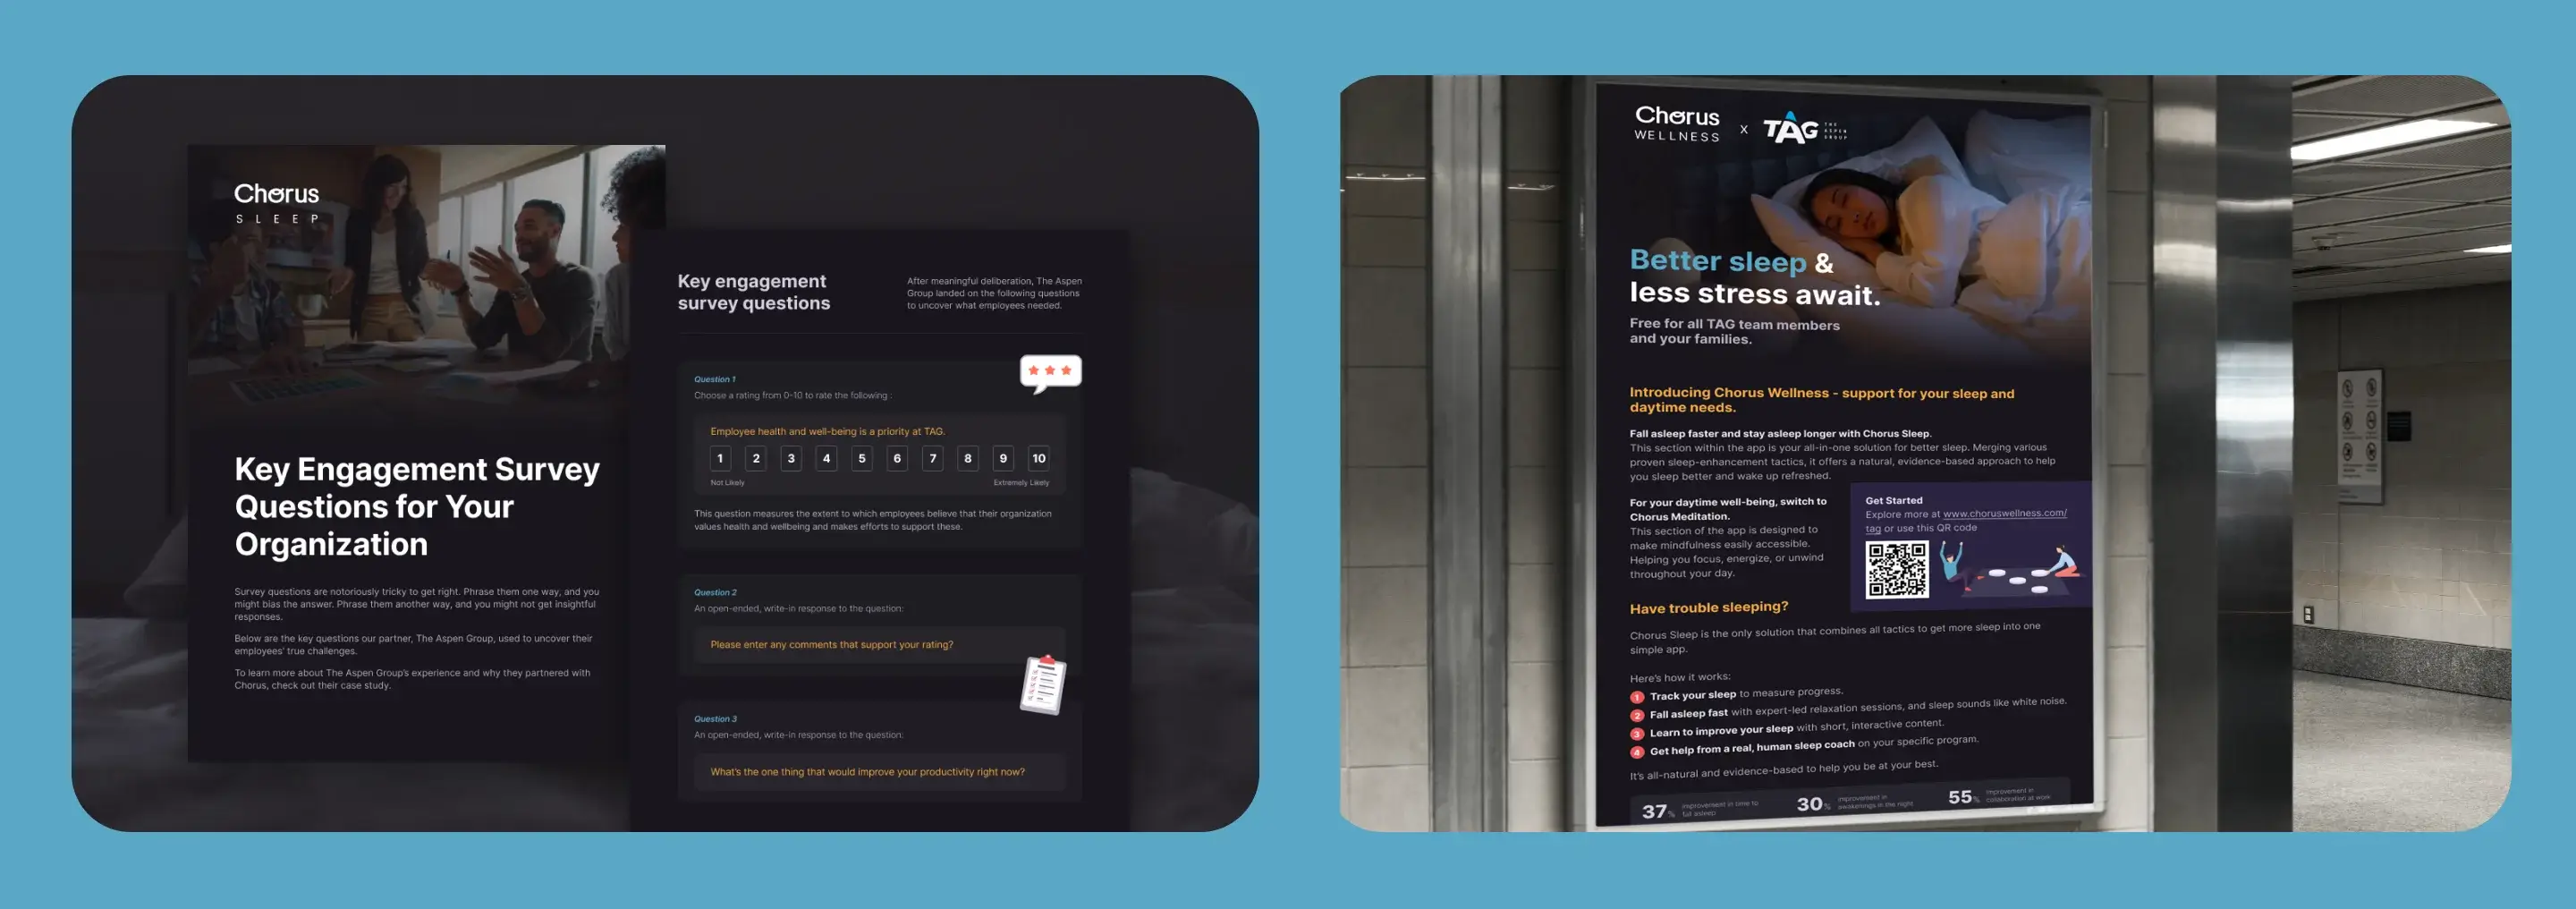 Chorus
SLEEP
Key Engagement Survey
Questions for Your
Organization
Survey questions are notoriously tricky to get right. Phrase them one way, and you
might bias the answer. Phrase them another way, and you might not get insightful
responses.
Below are the key questions our partner, The Aspen Group, used to uncover their
employees' true challenges.
To learn more about The Aspen Group's experience and why they partnered with
Chorus, check out their case study.
Key engagement
survey questions
After meaningful deliberation, The Aspen
Group landed on the following questions
to uncover what employees needed.
Question 1
Choose a rating from 0-10 to rate the following :
Employee health and well-being is a priority at TAG.
1 2 3 4 5 6 7 8 9 10
Not Likely Extremely Likely
This question measures the extent to which employees believe that their organization
values health and wellbeing and makes efforts to support these.
Question 2
An open-ended, write-in response to the question:
Please enter any comments that support your rating?
Question 3
An open-ended, write-in response to the question:
What's the one thing that would improve your productivity right now?
Chorus
WELLNESS
x
TAG
THE
ASPEN
GROUP
Better sleep &
less stress await.
Free for all TAG team members
and your families.
Introducing Chorus Wellness - support for your sleep and
daytime needs.
Fall asleep faster and stay asleep longer with Chorus Sleep.
This section within the app is your all-in-one solution for better sleep. Merging various
proven sleep-enhancement tactics, it offers a natural, evidence-based approach to help
you sleep better and wake up refreshed.
For your daytime well-being, switch to
Chorus Meditation.
This section of the app is designed to
make mindfulness easily accessible.
Helping you focus, energize, or unwind
throughout your day.
Get Started
Explore more at www.choruswellness.com/
tag or use this QR code
Have trouble sleeping?
Chorus Sleep is the only solution that combines all tactics to get more sleep into one
simple app.
Here's how it works:
1 Track your sleep to measure progress.
2 Fall asleep fast with expert-led relaxation sessions, and sleep sounds like white noise.
3 Learn to improve your sleep with short, interactive content.
4 Get help from a real, human sleep coach on your specific program.
It's all-natural and evidence-based to help you be at your best.
37%
improvement in time to
fall asleep
30%
improvement in
awakenings in the night
55%
improvement in
collaboration at work